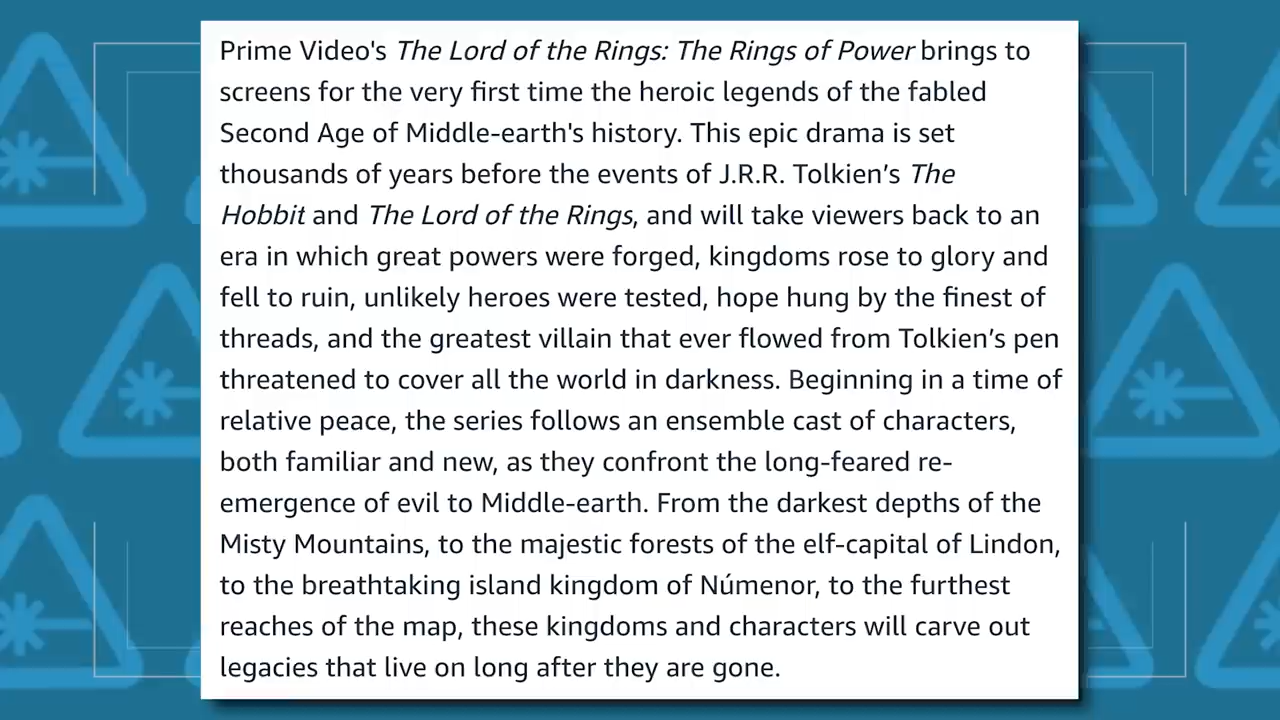 Prime Video's The Lord of the Rings: The Rings of Power brings to
screens for the very first time the heroic legends of the fabled
Second Age of Middle-earth's history. This epic drama is set
thousands of years before the events of J.R.R. Tolkien’s The
Hobbit and The Lord of the Rings, and will take viewers back to an
era in which great powers were forged, kingdoms rose to glory and
fell to ruin, unlikely heroes were tested, hope hung by the finest of
threads, and the greatest villain that ever flowed from Tolkien’s pen
threatened to cover all the world in darkness. Beginning in a time of
relative peace, the series follows an ensemble cast of characters,
both familiar and new, as they confront the long-feared re-
emergence of evil to Middle-earth. From the darkest depths of the
Misty Mountains, to the majestic forests of the elf-capital of Lindon,
to the breathtaking island kingdom of Númenor, to the furthest
reaches of the map, these kingdoms and characters will carve out
legacies that live on long after they are gone.